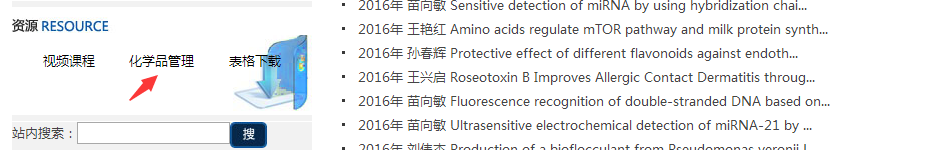 资源 RESOURCE
视频课程 化学品管理 表格下载
站内搜索：
搜
2016年 苗向敏 Sensitive detection of miRNA by using hybridization chai...
2016年 王艳红 Amino acids regulate mTOR pathway and milk protein synth...
2016年 孙春辉 Protective effect of different flavonoids against endoth...
2016年 王兴启 Roseotoxin B Improves Allergic Contact Dermatitis throug...
2016年 苗向敏 Fluorescence recognition of double-stranded DNA based on...
2016年 苗向敏 Ultrasensitive electrochemical detection of miRNA-21 by ...
2016年 刘伟杰 Production of a bioflocculant from Pseudomonas veronii L